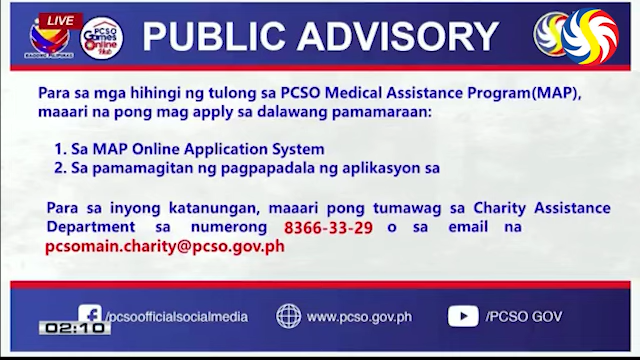 LIVE
BAGONG PILIPINAS
PCSO
Games
Online
Hub
PUBLIC ADVISORY
Para sa mga hihingi ng tulong sa PCSO Medical Assistance Program(MAP),
maaari na pong mag apply sa dalawang pamamaraan:
1. Sa MAP Online Application System
2. Sa pamamagitan ng pagpapadala ng aplikasyon sa
Para sa inyong katanungan, maaari pong tumawag sa Charity Assistance
Department sa numerong 8366-33-29 o sa email na
pcsomain.charity@pcso.gov.ph
/pcsoofficialsocialmedia www.pcso.gov.ph /PCSO GOV
02:10